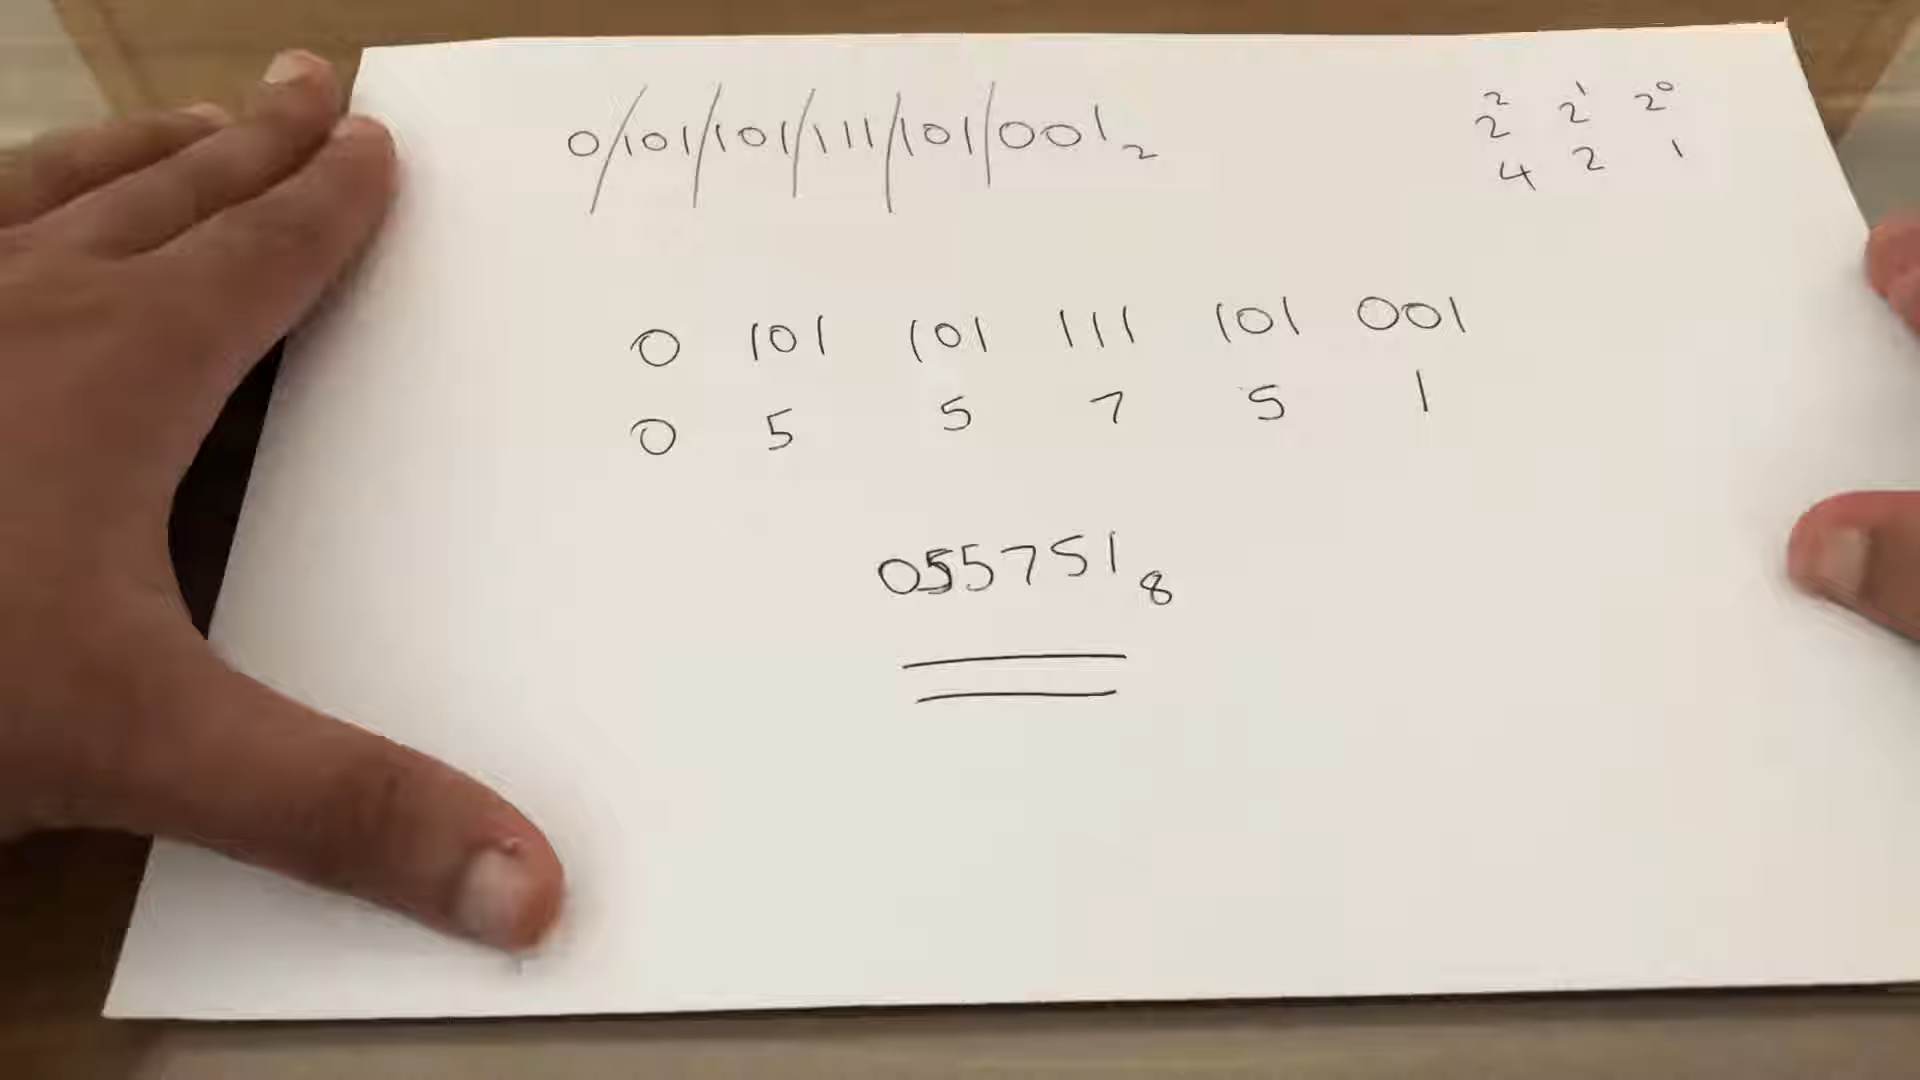 0/101/101/111/101/001₂
2² 2¹ 2⁰
4 2 1
0 101 101 111 101 001
0 5 5 7 5 1
055751₈